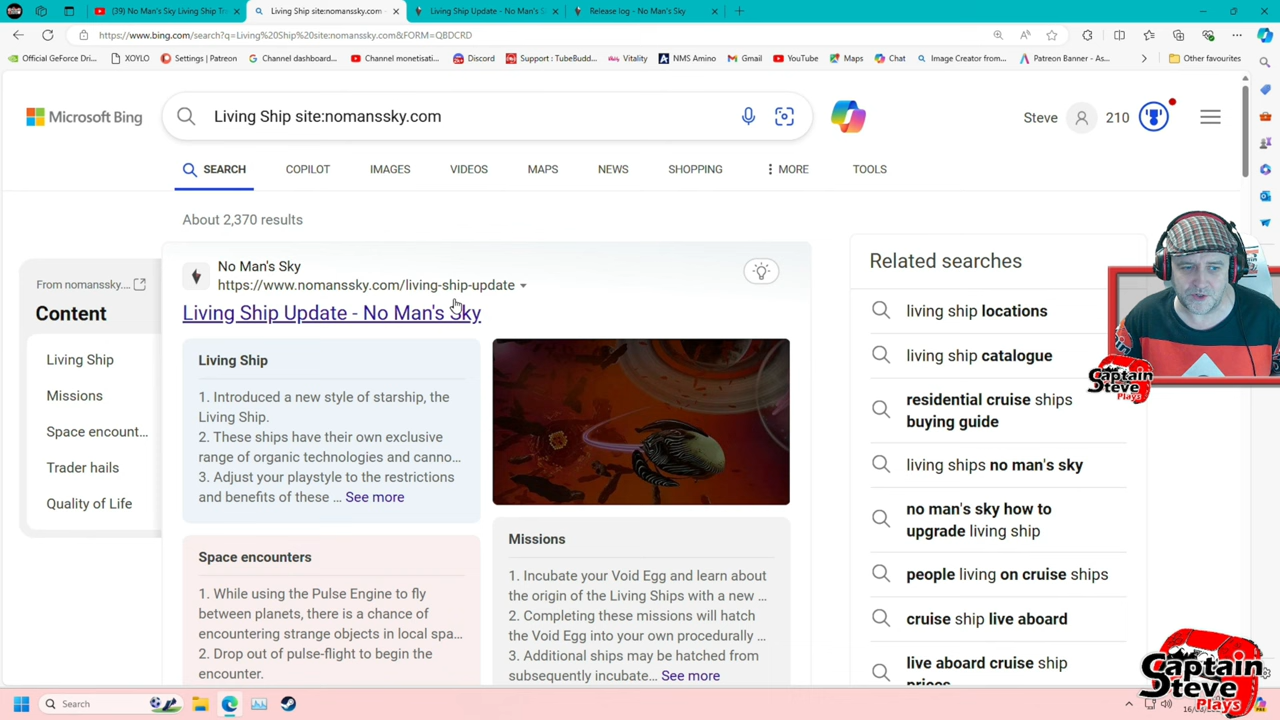 (39) No Man's Sky Living Ship Tr
Living Ship site:nomanssky.com
Living Ship Update - No Man's S
Release log - No Man's Sky
https://www.bing.com/search?q=Living%20Ship%20site:nomanssky.com&FORM=QBDCRD
Official GeForce Dri...
XOYLO
Settings | Patreon
Channel dashboard...
Channel monetisati...
Discord
Support : TubeBudd...
Vitality
NMS Amino
Gmail
YouTube
Maps
Chat
Image Creator from...
Patreon Banner - As...
Other favourites
Microsoft Bing
Living Ship site:nomanssky.com
Steve
210
SEARCH
COPILOT
IMAGES
VIDEOS
MAPS
NEWS
SHOPPING
MORE
TOOLS
About 2,370 results
From nomanssky....
Content
Living Ship
Missions
Space encount...
Trader hails
Quality of Life
No Man's Sky
https://www.nomanssky.com/living-ship-update
Living Ship Update - No Man's Sky
Living Ship
1. Introduced a new style of starship, the
Living Ship.
2. These ships have their own exclusive
range of organic technologies and canno...
3. Adjust your playstyle to the restrictions
and benefits of these ... See more
Space encounters
1. While using the Pulse Engine to fly
between planets, there is a chance of
encountering strange objects in local spa...
2. Drop out of pulse-flight to begin the
encounter.
Missions
1. Incubate your Void Egg and learn about
the origin of the Living Ships with a new ...
2. Completing these missions will hatch
the Void Egg into your own procedurally ...
3. Additional ships may be hatched from
subsequently incubate... See more
Related searches
living ship locations
living ship catalogue
residential cruise ships
buying guide
living ships no man's sky
no man's sky how to
upgrade living ship
people living on cruise ships
cruise ship live aboard
live aboard cruise ship
prices
Captain
Steve
Plays
Captain
Steve
Plays
Search